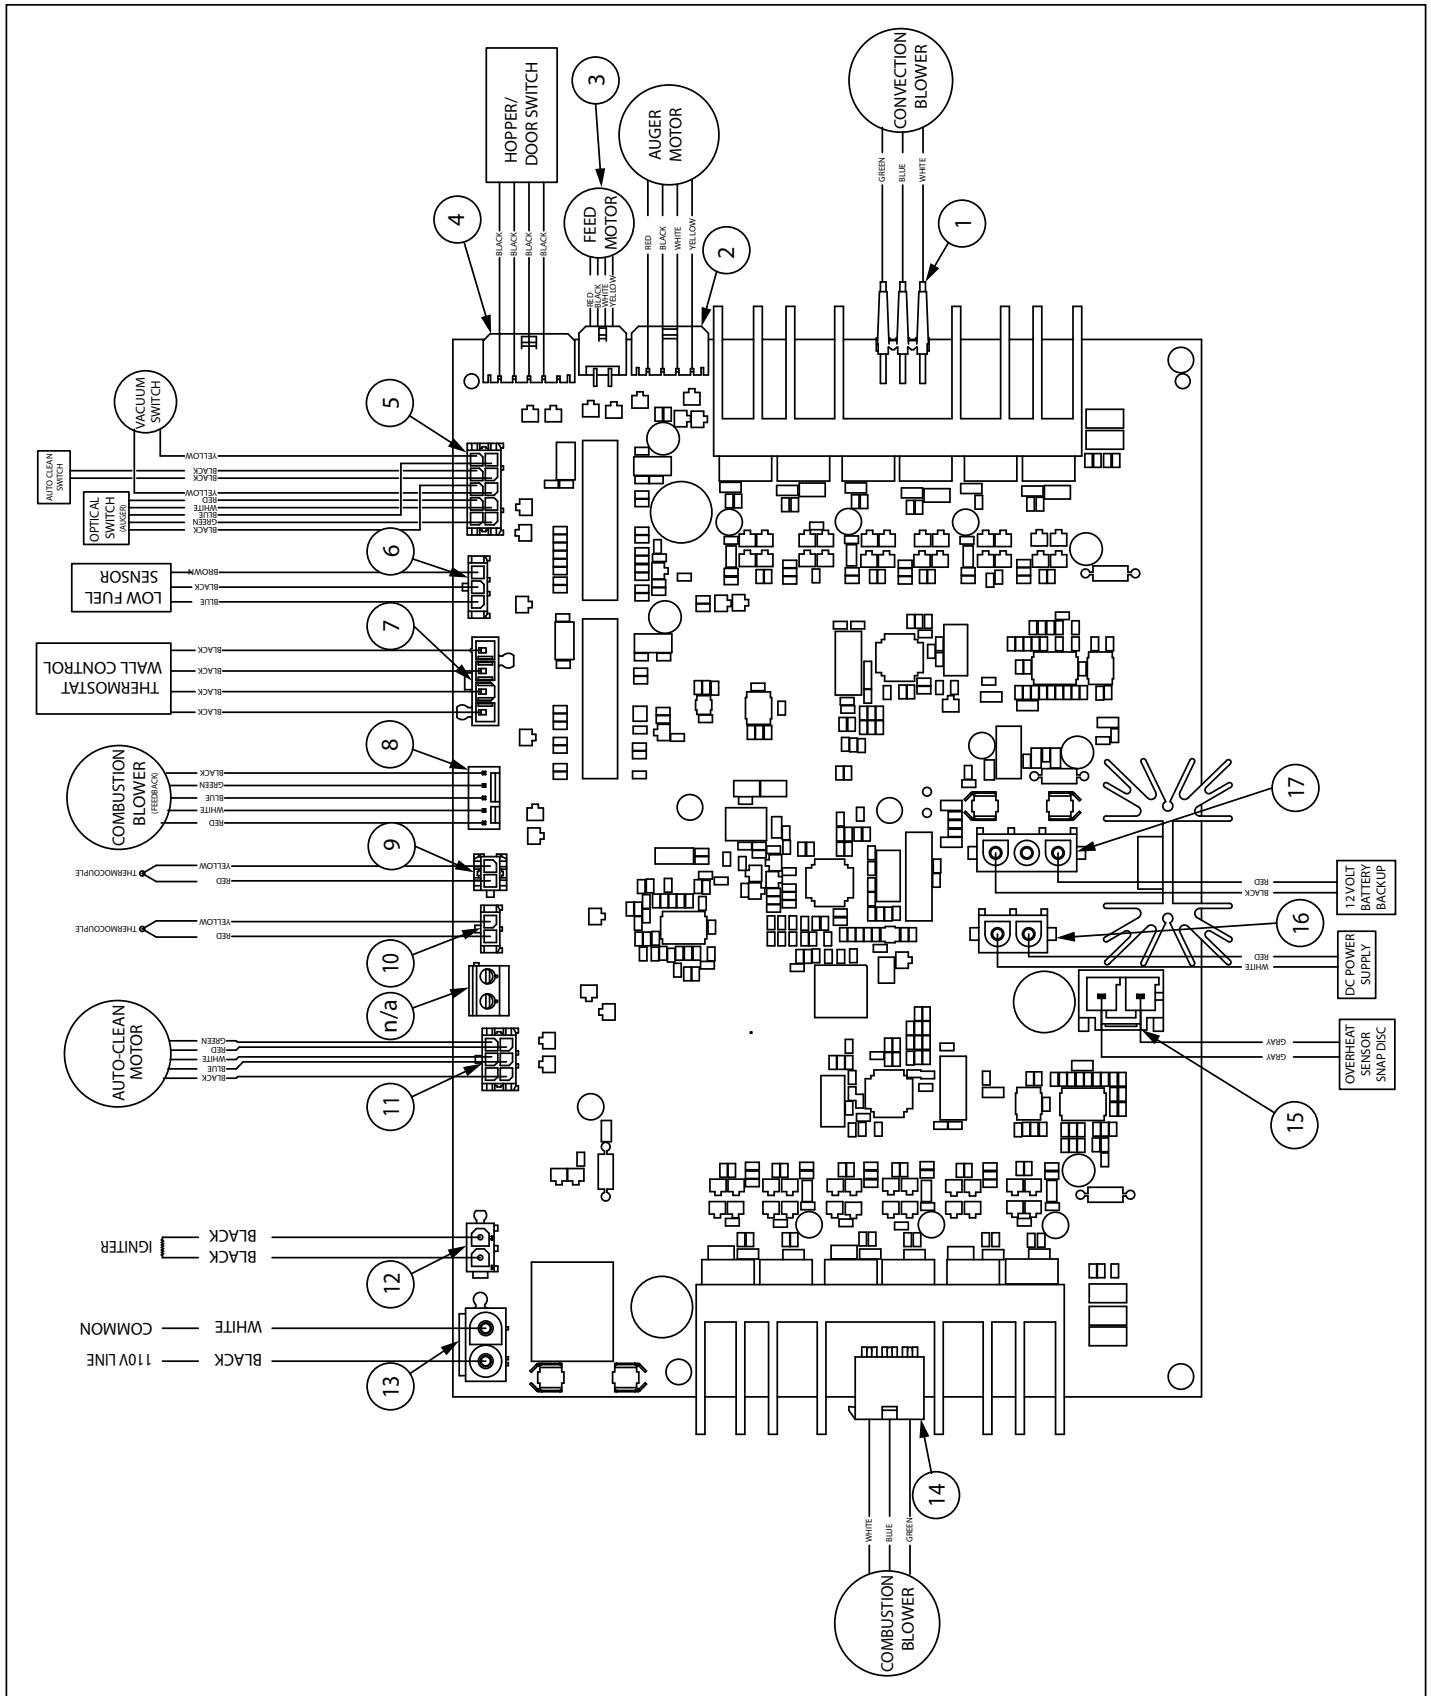 HOPPER/
DOOR SWITCH
BLACK
BLACK
BLACK
BLACK
4
3
FEED
MOTOR
RED
BLACK
WHITE
YELLOW
AUGER
MOTOR
RED
BLACK
WHITE
YELLOW
2
CONVECTION
BLOWER
GREEN
BLUE
WHITE
1
VACUUM
SWITCH
AUTO CLEAN
SWITCH
OPTICAL
SWITCH
(AUGER)
YELLOW
BLACK
BLACK
YELLOW
RED
WHITE
BLUE
GREEN
BLACK
5
LOW FUEL
SENSOR
BROWN
BLACK
BLUE
6
THERMOSTAT
WALL CONTROL
BLACK
BLACK
BLACK
BLACK
7
COMBUSTION
BLOWER
(FEEDBACK)
BLACK
GREEN
BLUE
WHITE
RED
8
THERMOCOUPLE
YELLOW
RED
9
THERMOCOUPLE
YELLOW
RED
10
n/a
AUTO-CLEAN
MOTOR
GREEN
RED
WHITE
BLUE
BLACK
11
IGNITER
BLACK
BLACK
12
COMMON
WHITE
110V LINE
BLACK
13
COMBUSTION
BLOWER
WHITE
BLUE
GREEN
14
OVERHEAT
SENSOR
SNAP DISC
GRAY
GRAY
15
DC POWER
SUPPLY
RED
WHITE
16
12 VOLT
BATTERY
BACKUP
RED
BLACK
17